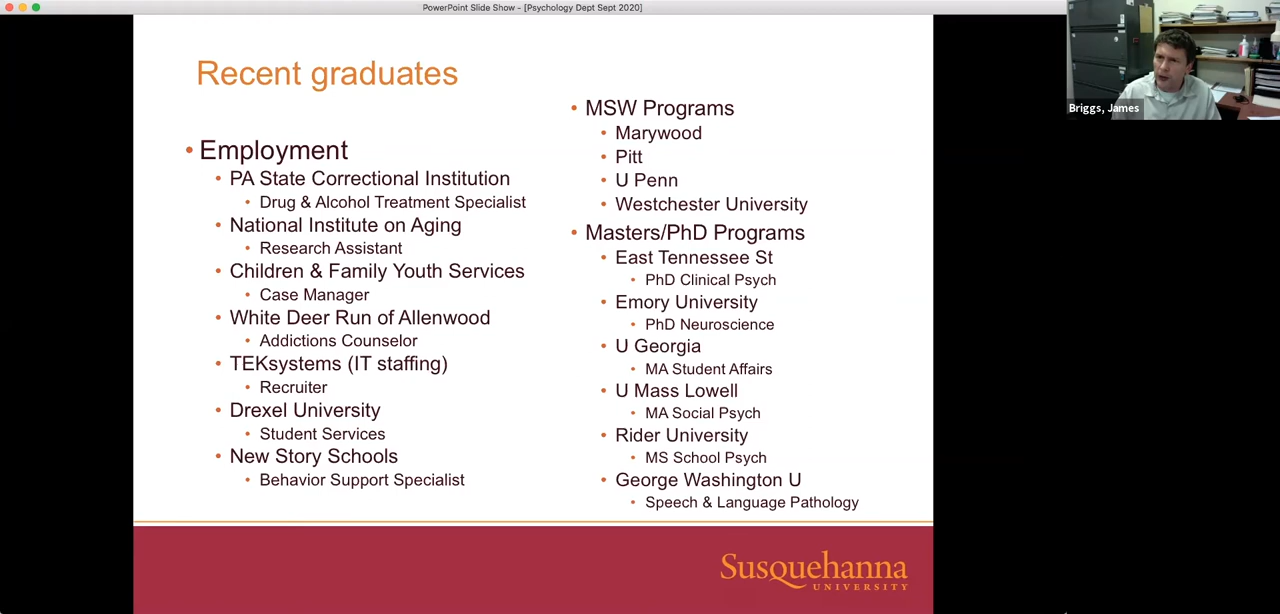 PowerPoint Slide Show - [Psychology Dept Sept 2020]
Briggs, James
Recent graduates
• Employment
• PA State Correctional Institution
• Drug & Alcohol Treatment Specialist
• National Institute on Aging
• Research Assistant
• Children & Family Youth Services
• Case Manager
• White Deer Run of Allenwood
• Addictions Counselor
• TEKsystems (IT staffing)
• Recruiter
• Drexel University
• Student Services
• New Story Schools
• Behavior Support Specialist
• MSW Programs
• Marywood
• Pitt
• U Penn
• Westchester University
• Masters/PhD Programs
• East Tennessee St
• PhD Clinical Psych
• Emory University
• PhD Neuroscience
• U Georgia
• MA Student Affairs
• U Mass Lowell
• MA Social Psych
• Rider University
• MS School Psych
• George Washington U
• Speech & Language Pathology
Susquehanna
UNIVERSITY